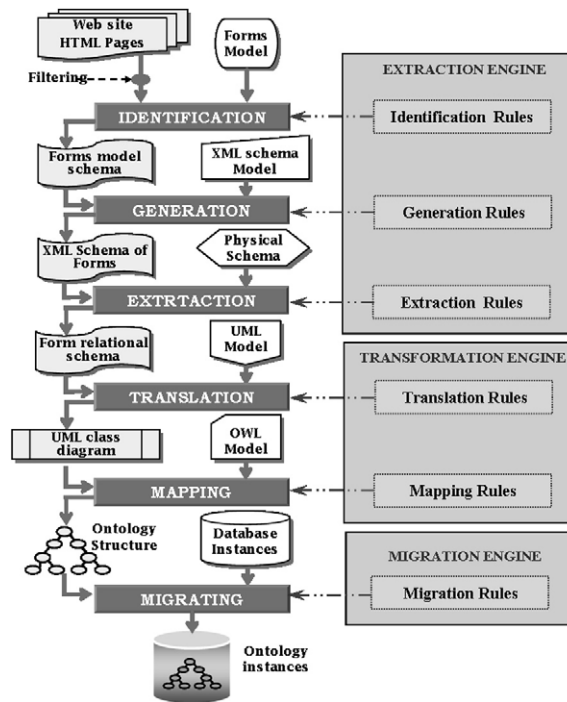 Web site
HTML Pages
Forms
Model
Filtering
EXTRACTION ENGINE
IDENTIFICATION
Identification Rules
Forms model
schema
XML schema
Model
GENERATION
Generation Rules
XML Schema of
Forms
Physical
Schema
EXTRTACTION
Extraction Rules
Form relational
schema
UML
Model
TRANSFORMATION ENGINE
TRANSLATION
Translation Rules
UML class
diagram
OWL
Model
MAPPING
Mapping Rules
Ontology
Structure
Database
Instances
MIGRATION ENGINE
MIGRATING
Migration Rules
Ontology
instances